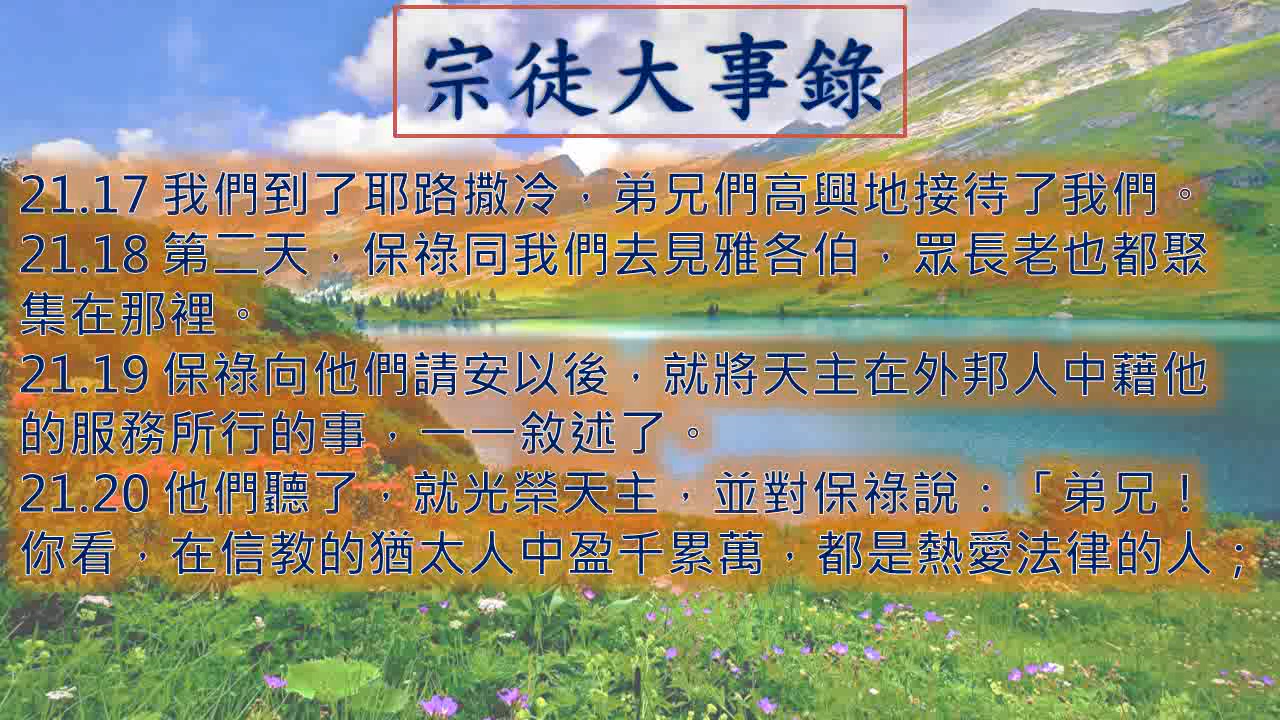 宗徒大事錄
21.17 我們到了耶路撒冷，弟兄們高興地接待了我們。
21.18 第二天，保祿同我們去見雅各伯，眾長老也都聚
集在那裡。
21.19 保祿向他們請安以後，就將天主在外邦人中藉他
的服務所行的事，一一敘述了。
21.20 他們聽了，就光榮天主，並對保祿說：「弟兄！
你看，在信教的猶太人中盈千累萬，都是熱愛法律的人；